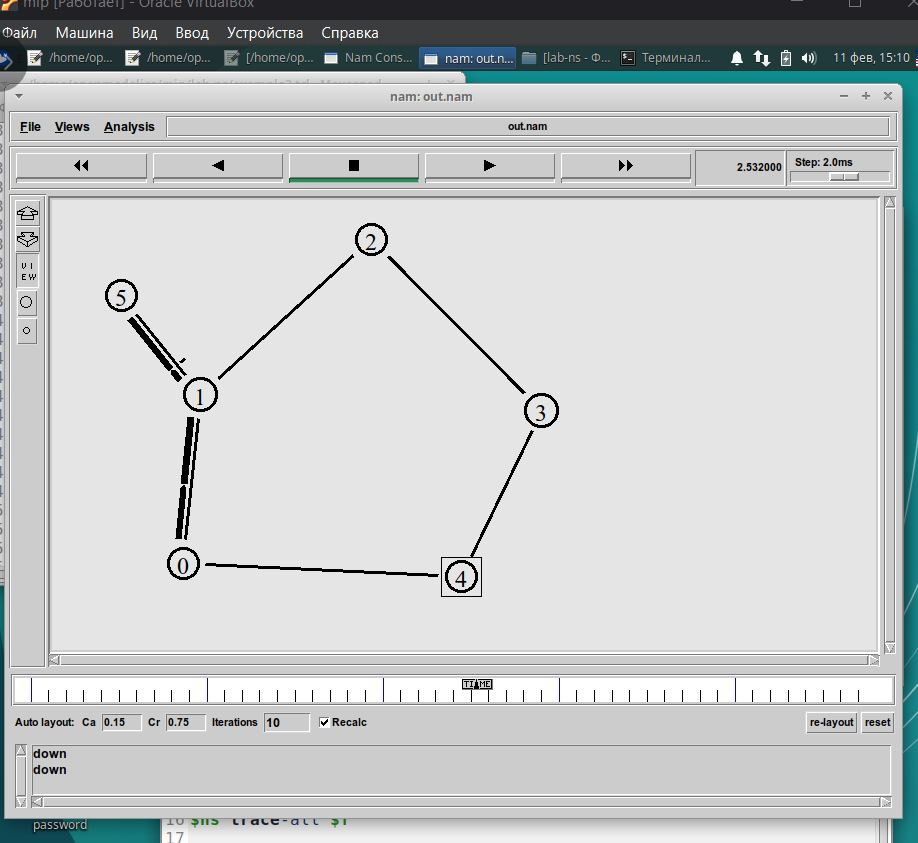 mip [Работает] - Oracle VirtualBox
Файл Машина Вид Ввод Устройства Справка
/home/op... /home/op... [/home/op... Nam Cons... nam: out.n... [lab-ns - Ф... Терминал... 11 фев, 15:10
nam: out.nam
File Views Analysis out.nam
2.532000 Step: 2.0ms
VI
EW
2
5
1
3
0
4
TIME
Auto layout: Ca 0.15 Cr 0.75 Iterations 10 Recalc re-layout reset
down
down
password
16 $ns trace-all $f
17